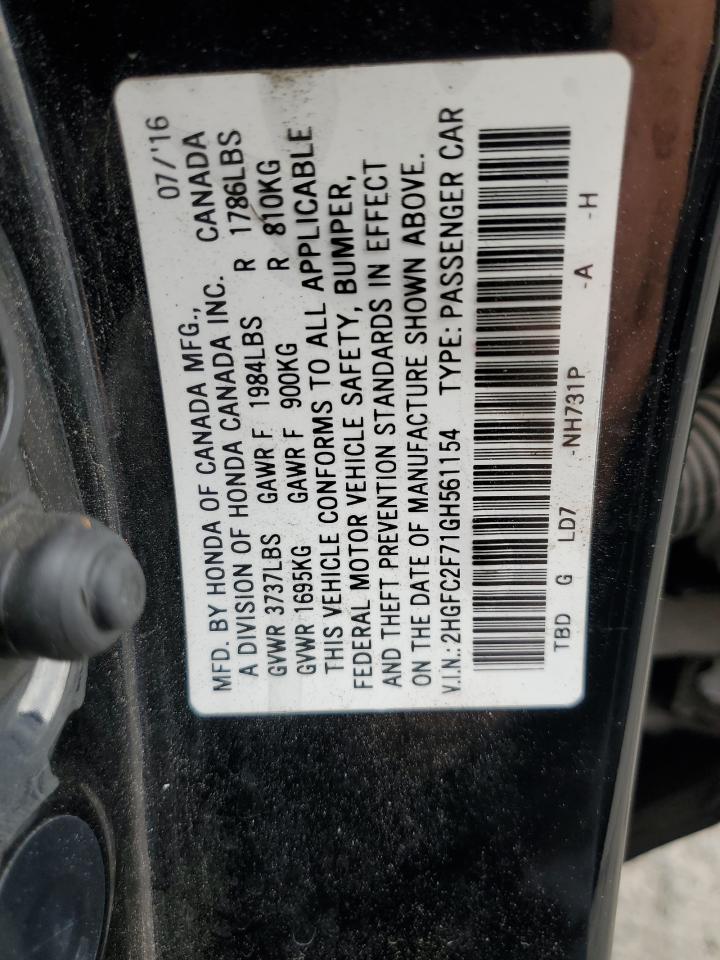 MFD. BY HONDA OF CANADA MFG., 07/'16
A DIVISION OF HONDA CANADA INC. CANADA
GVWR 3737LBS GAWR F 1984LBS R 1786LBS
GVWR 1695KG GAWR F 900KG R 810KG
THIS VEHICLE CONFORMS TO ALL APPLICABLE
FEDERAL MOTOR VEHICLE SAFETY, BUMPER,
AND THEFT PREVENTION STANDARDS IN EFFECT
ON THE DATE OF MANUFACTURE SHOWN ABOVE.
V.I.N.: 2HGFC2F71GH561154 TYPE: PASSENGER CAR
TBD G LD7 -NH731P -A -H